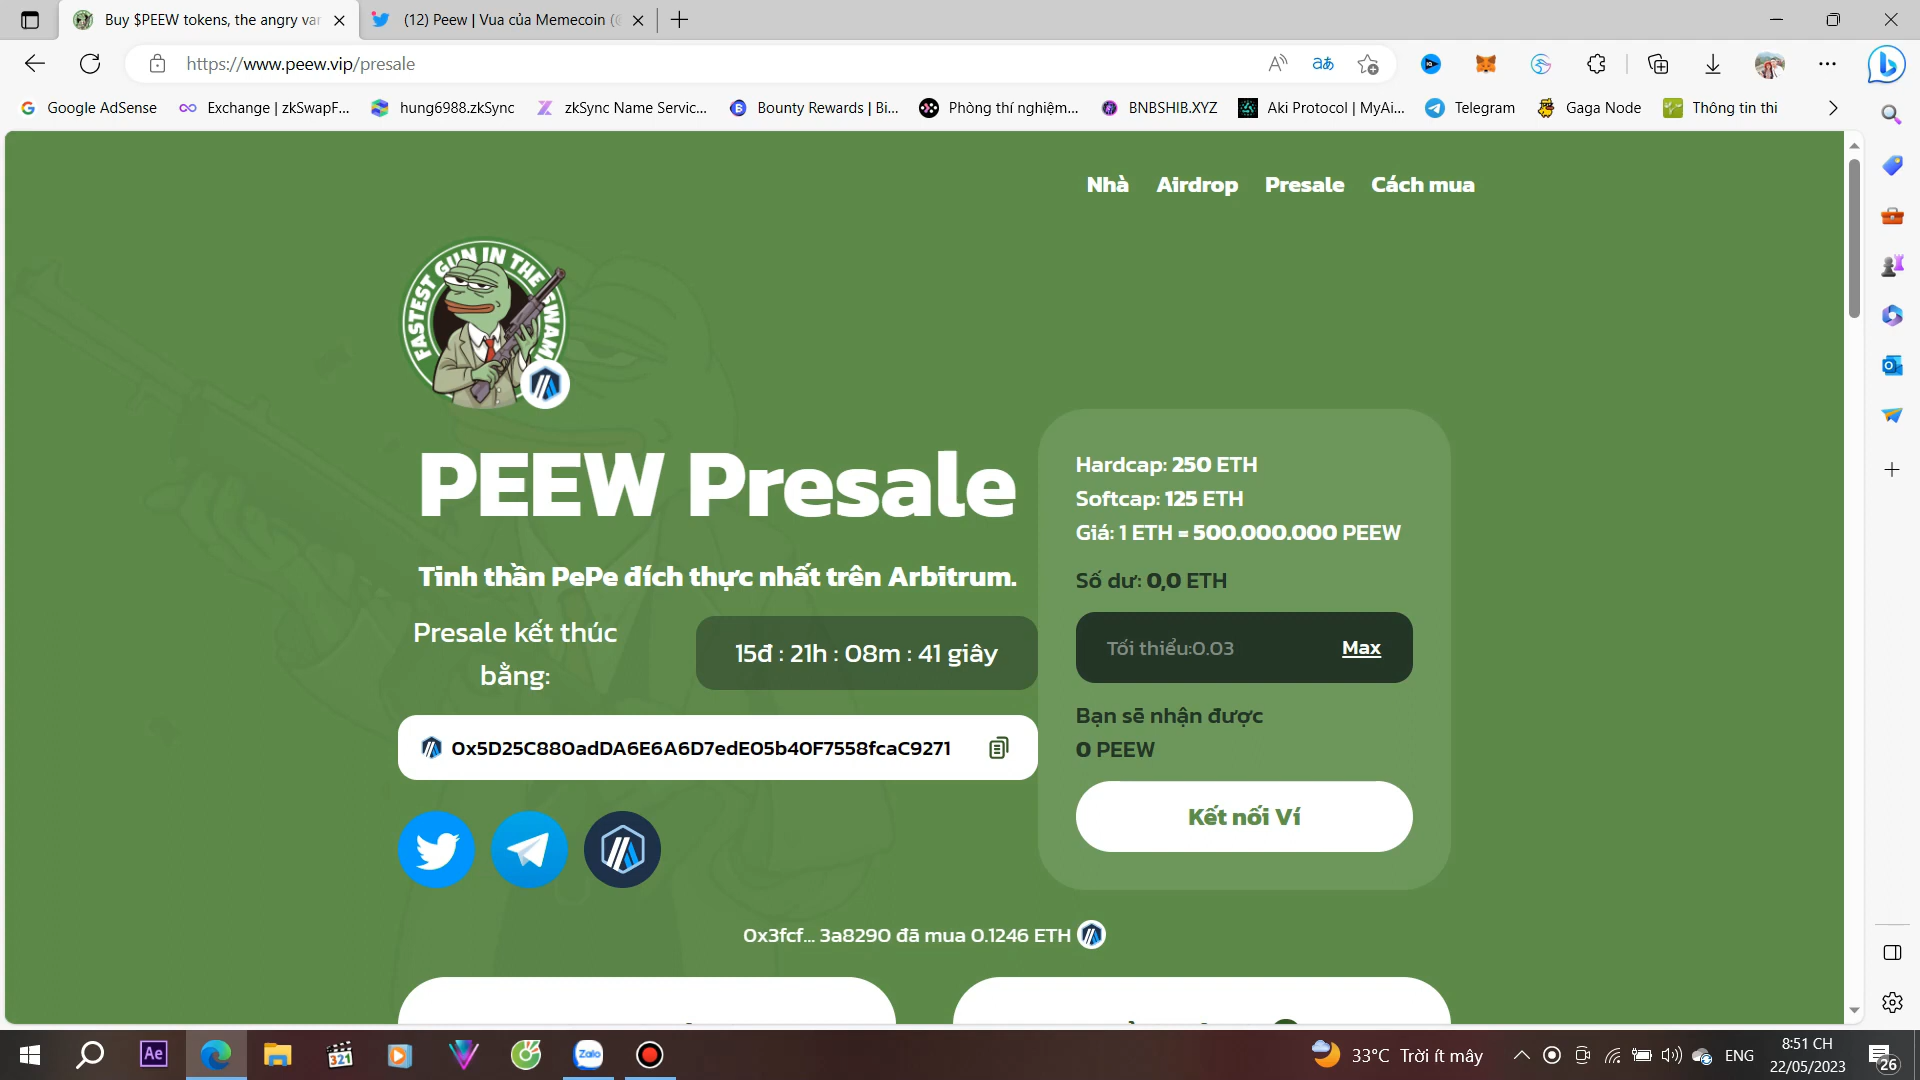 Buy $PEEW tokens, the angry var
(12) Peew | Vua của Memecoin (@
https://www.peew.vip/presale
Google AdSense
Exchange | zkSwapF...
hung6988.zkSync
zkSync Name Servic...
Bounty Rewards | Bi...
Phòng thí nghiệm...
BNBSHIB.XYZ
Aki Protocol | MyAi...
Telegram
Gaga Node
Thông tin thi
Nhà
Airdrop
Presale
Cách mua
FASTEST GUN IN THE SWAM
PEEW Presale
Tinh thần PePe đích thực nhất trên Arbitrum.
Presale kết thúc
bằng:
15đ : 21h : 08m : 41 giây
0x5D25C880adDA6E6A6D7edE05b40F7558fcaC9271
Hardcap: 250 ETH
Softcap: 125 ETH
Giá: 1 ETH = 500.000.000 PEEW
Số dư: 0,0 ETH
Tối thiểu:0.03
Max
Bạn sẽ nhận được
0 PEEW
Kết nối Ví
0x3fcf... 3a8290 đã mua 0.1246 ETH
Ae
321
Zalo
33°C Trời ít mây
ENG
8:51 CH
22/05/2023
26